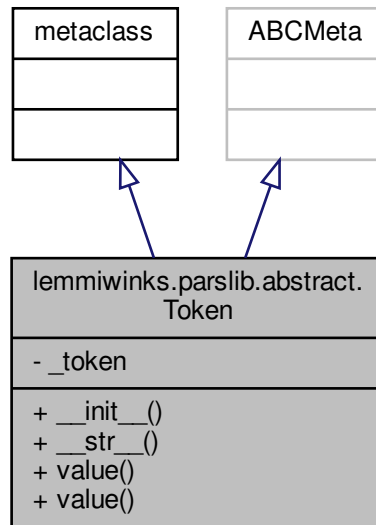 metaclass
ABCMeta
lemmiwinks.parslib.abstract.
Token
- _token
+ __init__()
+ __str__()
+ value()
+ value()